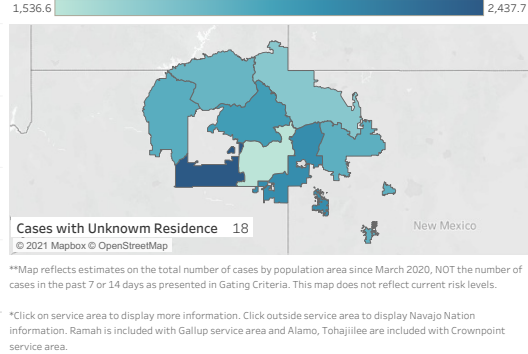 1,536.6 2,437.7
New Mexico
Cases with Unknowm Residence 18
© 2021 Mapbox © OpenStreetMap
**Map reflects estimates on the total number of cases by population area since March 2020, NOT the number of
cases in the past 7 or 14 days as presented in Gating Criteria. This map does not reflect current risk levels.
*Click on service area to display more information. Click outside service area to display Navajo Nation
information. Ramah is included with Gallup service area and Alamo, Tohajiilee are included with Crownpoint
service area.